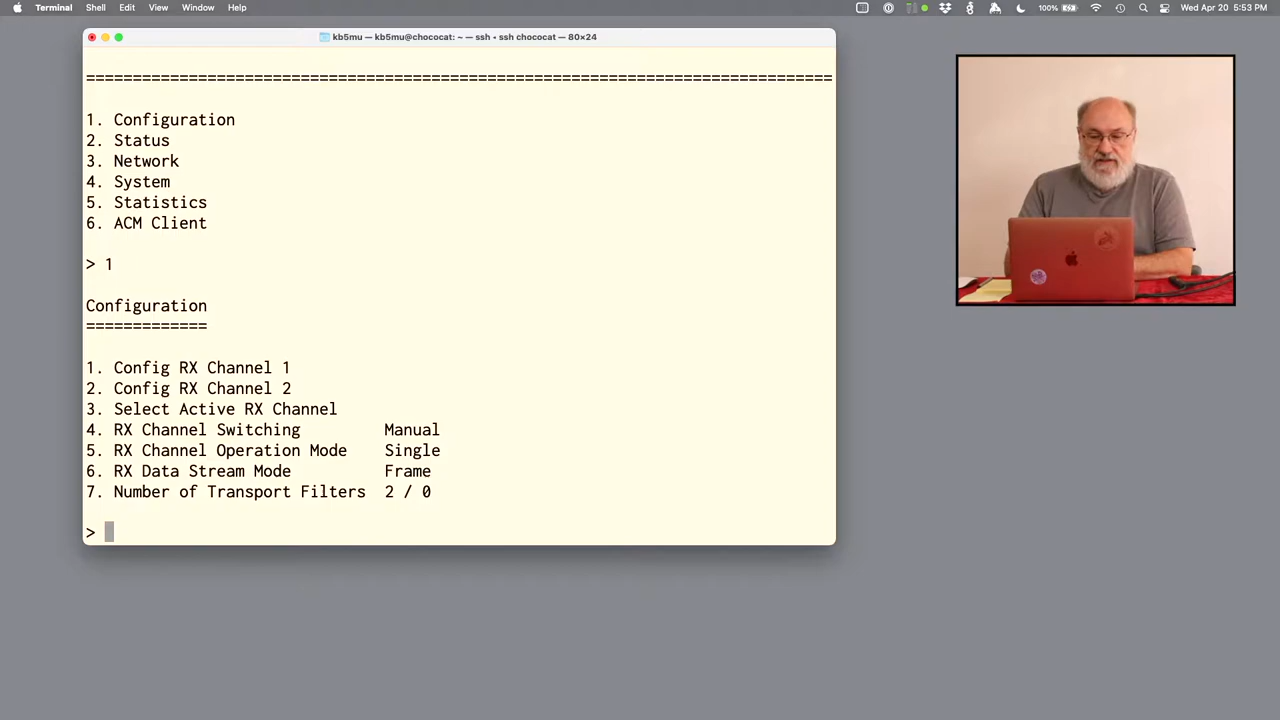 Terminal Shell Edit View Window Help
100% Wed Apr 20 5:53 PM
kb5mu — kb5mu@chococat: ~ — ssh • ssh chococat — 80×24
================================================================================
1. Configuration
2. Status
3. Network
4. System
5. Statistics
6. ACM Client
> 1
Configuration
=============
1. Config RX Channel 1
2. Config RX Channel 2
3. Select Active RX Channel
4. RX Channel Switching Manual
5. RX Channel Operation Mode Single
6. RX Data Stream Mode Frame
7. Number of Transport Filters 2 / 0
>